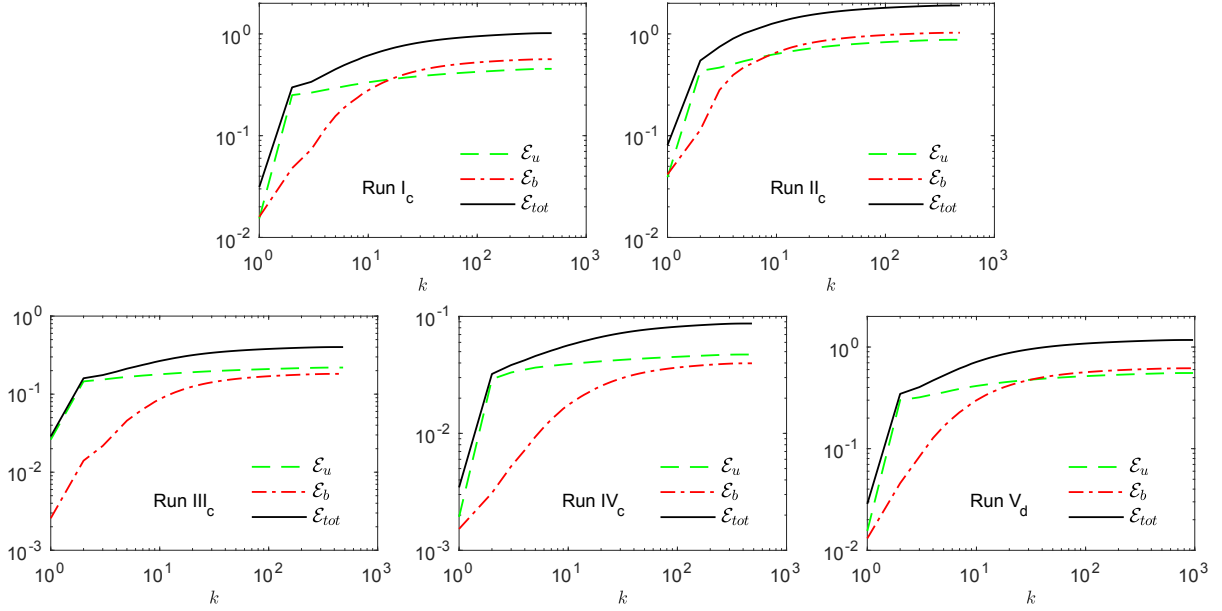 10^0
10^-1
10^-2
10^0 10^1 10^2 10^3
k
Run I_c
ℰ_u
ℰ_b
ℰ_tot
10^0
10^-1
10^-2
10^0 10^1 10^2 10^3
k
Run II_c
ℰ_u
ℰ_b
ℰ_tot
10^0
10^-1
10^-2
10^-3
10^0 10^1 10^2 10^3
k
Run III_c
ℰ_u
ℰ_b
ℰ_tot
10^-1
10^-2
10^-3
10^0 10^1 10^2 10^3
k
Run IV_c
ℰ_u
ℰ_b
ℰ_tot
10^0
10^-1
10^-2
10^0 10^1 10^2 10^3
k
Run V_d
ℰ_u
ℰ_b
ℰ_tot